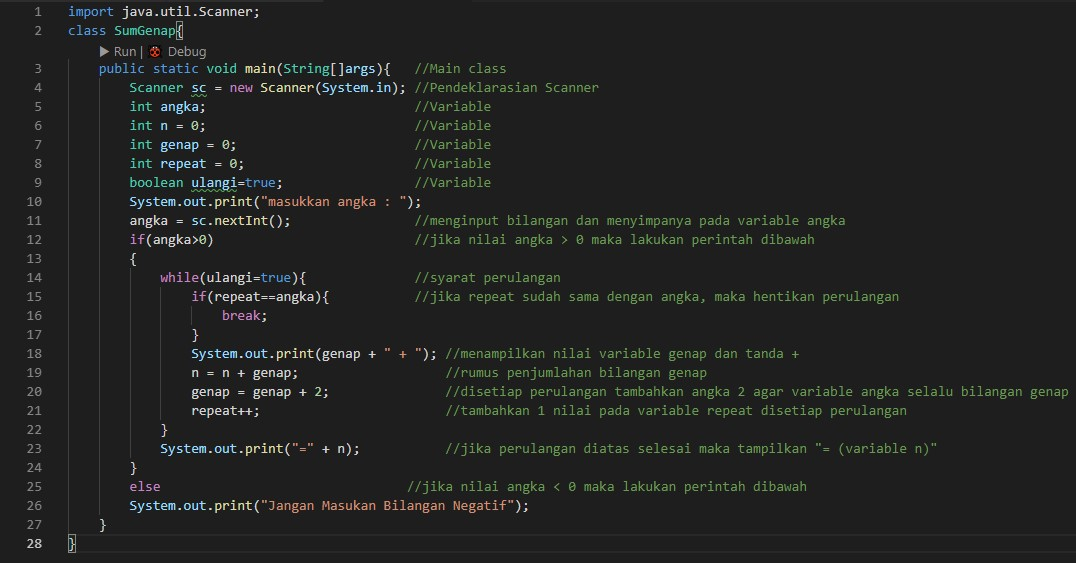 1 import java.util.Scanner;
2 class SumGenap{
Run | Debug
3 public static void main(String[]args){ //Main class
4 Scanner sc = new Scanner(System.in); //Pendeklarasian Scanner
5 int angka; //Variable
6 int n = 0; //Variable
7 int genap = 0; //Variable
8 int repeat = 0; //Variable
9 boolean ulangi=true; //Variable
10 System.out.print("masukkan angka : ");
11 angka = sc.nextInt(); //menginput bilangan dan menyimpanya pada variable angka
12 if(angka>0) //jika nilai angka > 0 maka lakukan perintah dibawah
13 {
14 while(ulangi=true){ //syarat perulangan
15 if(repeat==angka){ //jika repeat sudah sama dengan angka, maka hentikan perulangan
16 break;
17 }
18 System.out.print(genap + " + "); //menampilkan nilai variable genap dan tanda +
19 n = n + genap; //rumus penjumlahan bilangan genap
20 genap = genap + 2; //disetiap perulangan tambahkan angka 2 agar variable angka selalu bilangan genap
21 repeat++; //tambahkan 1 nilai pada variable repeat disetiap perulangan
22 }
23 System.out.print("=" + n); //jika perulangan diatas selesai maka tampilkan "= (variable n)"
24 }
25 else //jika nilai angka < 0 maka lakukan perintah dibawah
26 System.out.print("Jangan Masukan Bilangan Negatif");
27 }
28 }